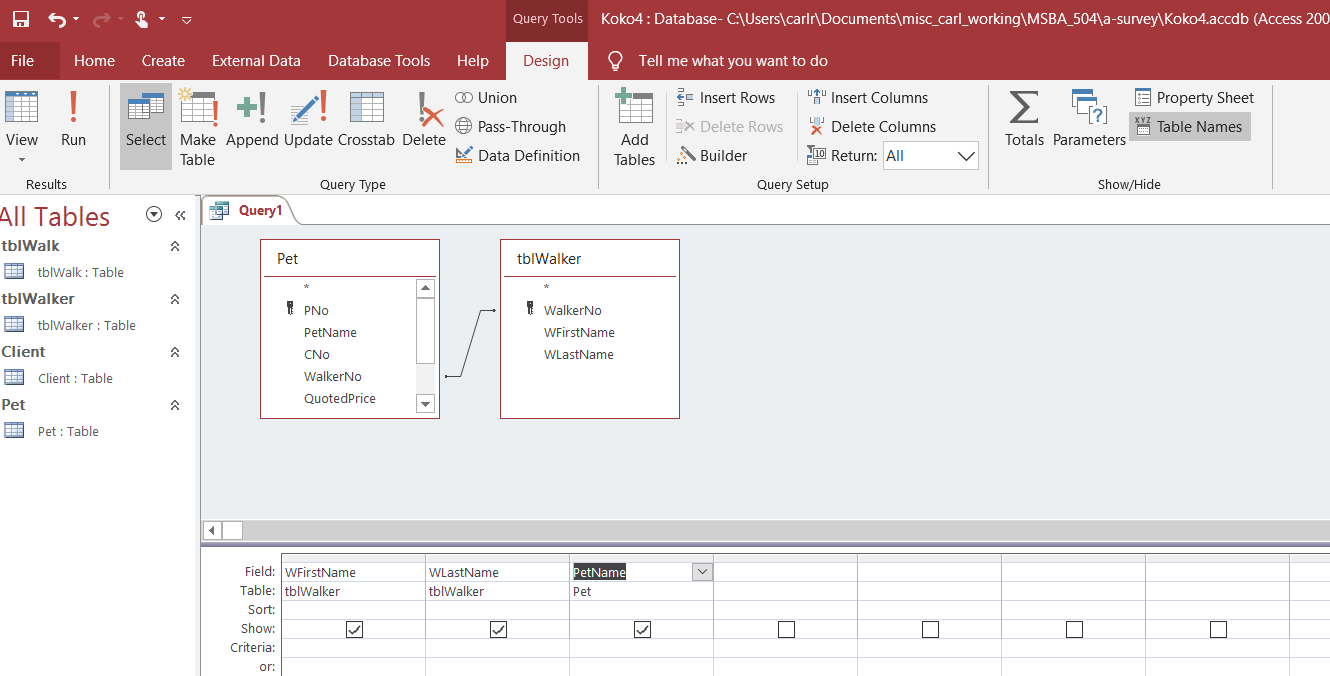 Query Tools
Koko4 : Database- C:\Users\carlr\Documents\misc_carl_working\MSBA_504\a-survey\Koko4.accdb (Access 200
File Home Create External Data Database Tools Help Design Tell me what you want to do
View
Run
Results
Select
Make
Table
Append
Update
Crosstab
Delete
Union
Pass-Through
Data Definition
Query Type
Add
Tables
Insert Rows
Delete Rows
Builder
Insert Columns
Delete Columns
Return: All
Query Setup
Totals
Parameters
Property Sheet
XYZ Table Names
Show/Hide
All Tables
tblWalk
tblWalk : Table
tblWalker
tblWalker : Table
Client
Client : Table
Pet
Pet : Table
Query1
Pet
*
PNo
PetName
CNo
WalkerNo
QuotedPrice
tblWalker
*
WalkerNo
WFirstName
WLastName
Field: WFirstName WLastName PetName
Table: tblWalker tblWalker Pet
Sort:
Show:
Criteria:
or: